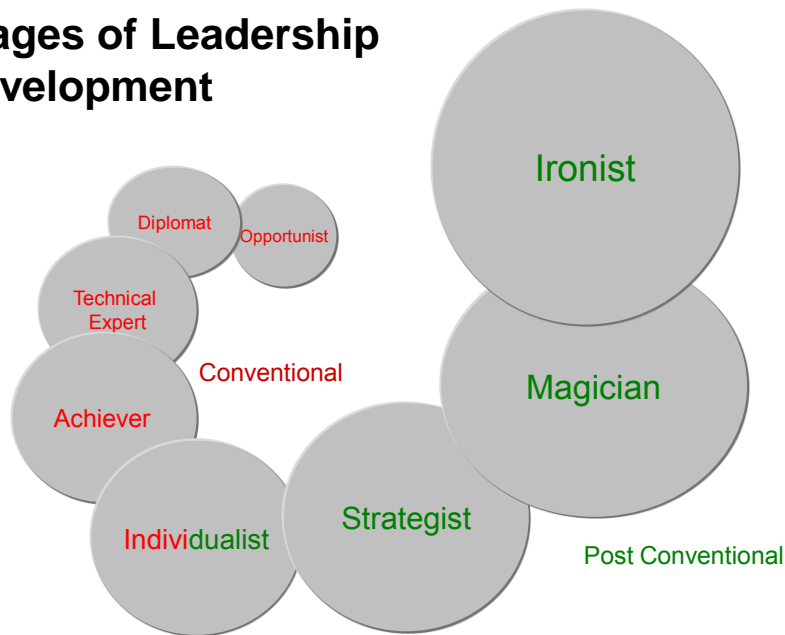 ages of Leadership
velopment
Ironist
Diplomat
Opportunist
Technical
Expert
Conventional
Magician
Achiever
Strategist
Individualist
Post Conventional